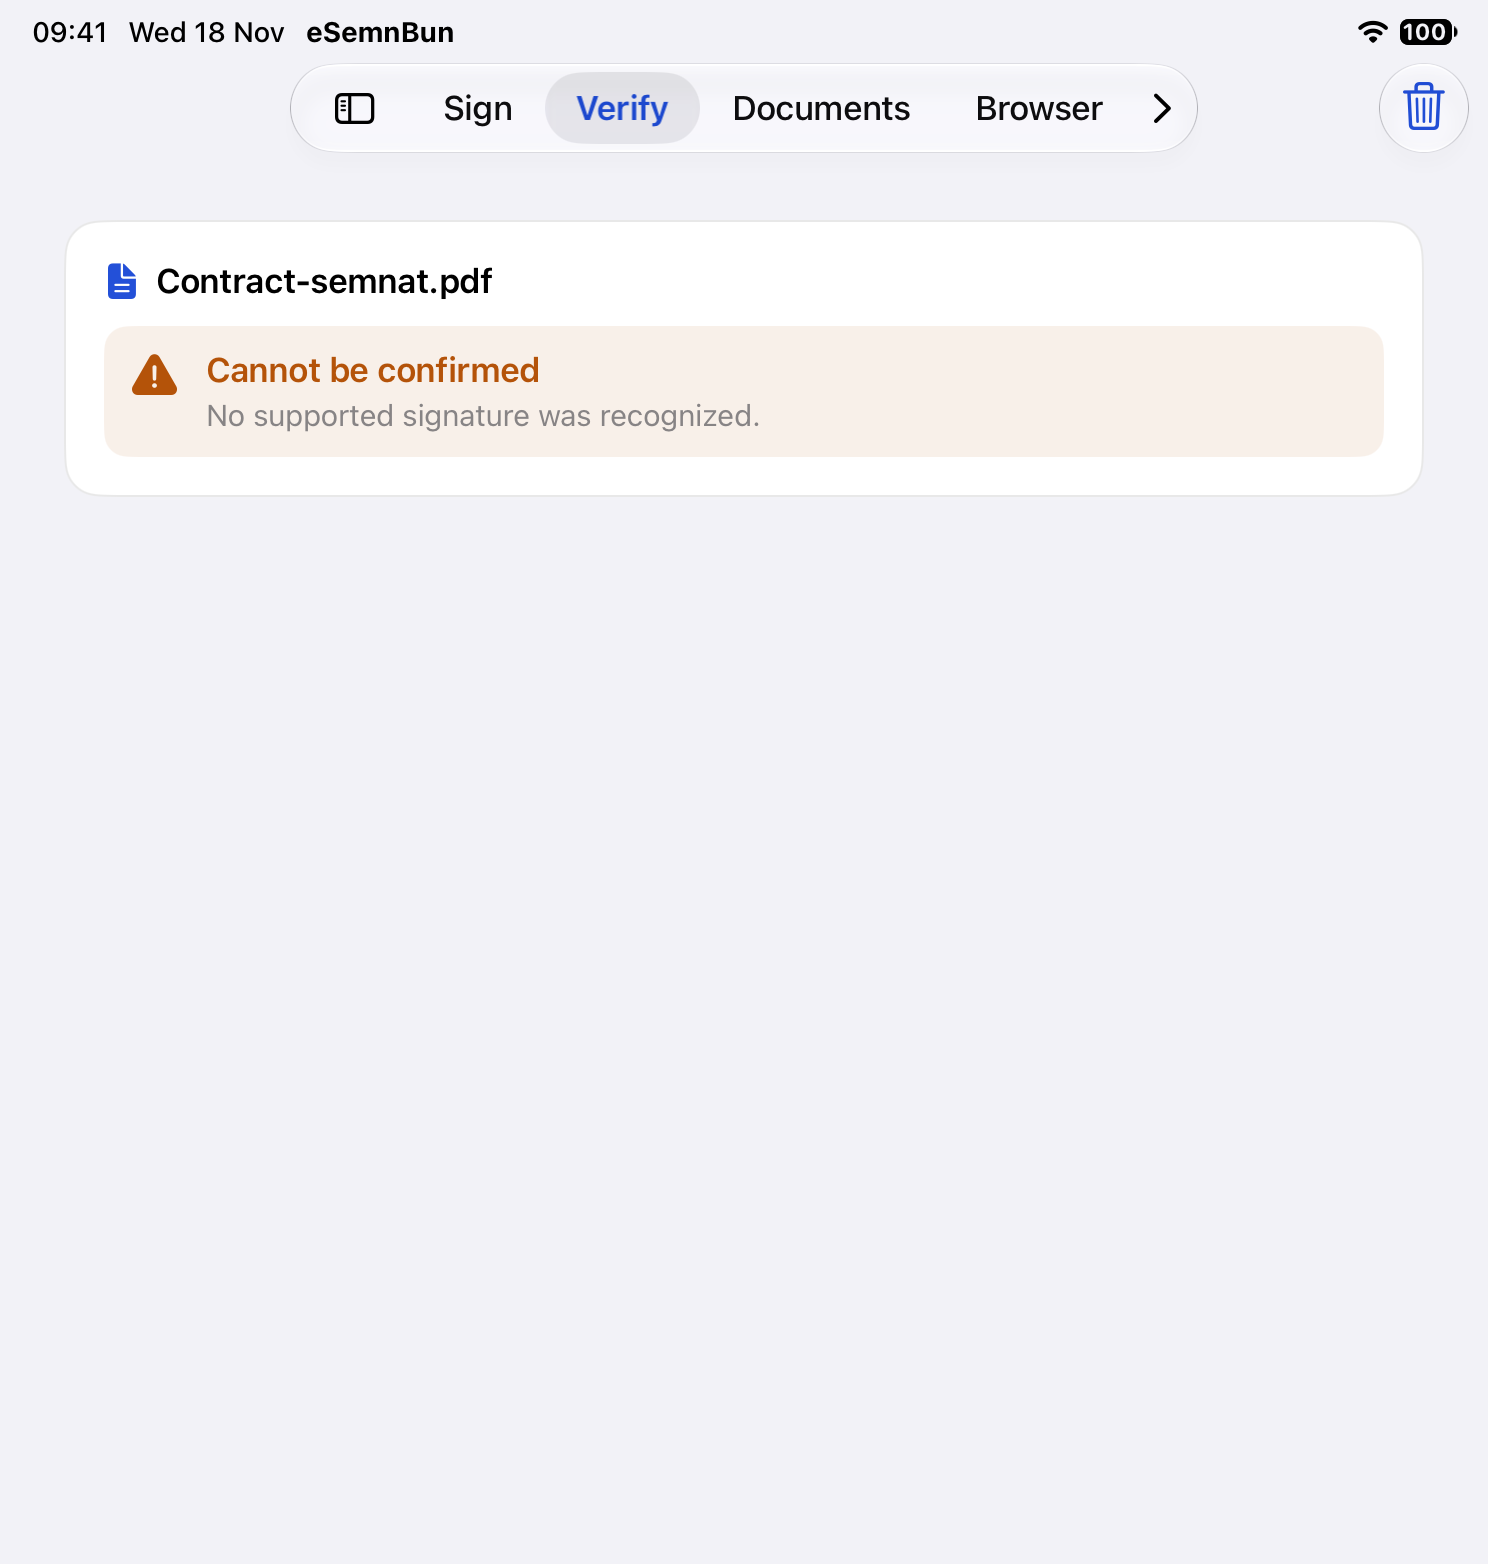 09:41 Wed 18 Nov eSemnBun 100
Sign Verify Documents Browser
Contract-semnat.pdf
Cannot be confirmed
No supported signature was recognized.